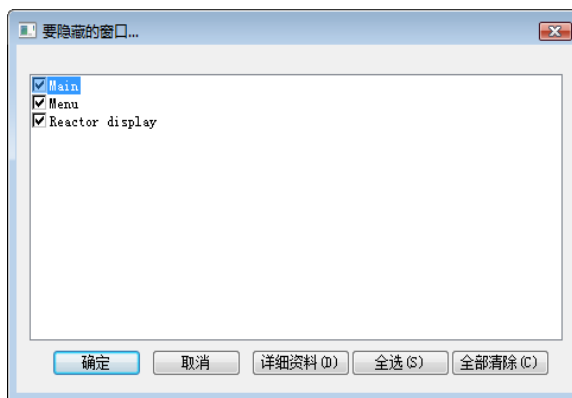 要隐藏的窗口...
Main
Menu
Reactor display
确定 取消 详细资料(D) 全选(S) 全部清除(C)